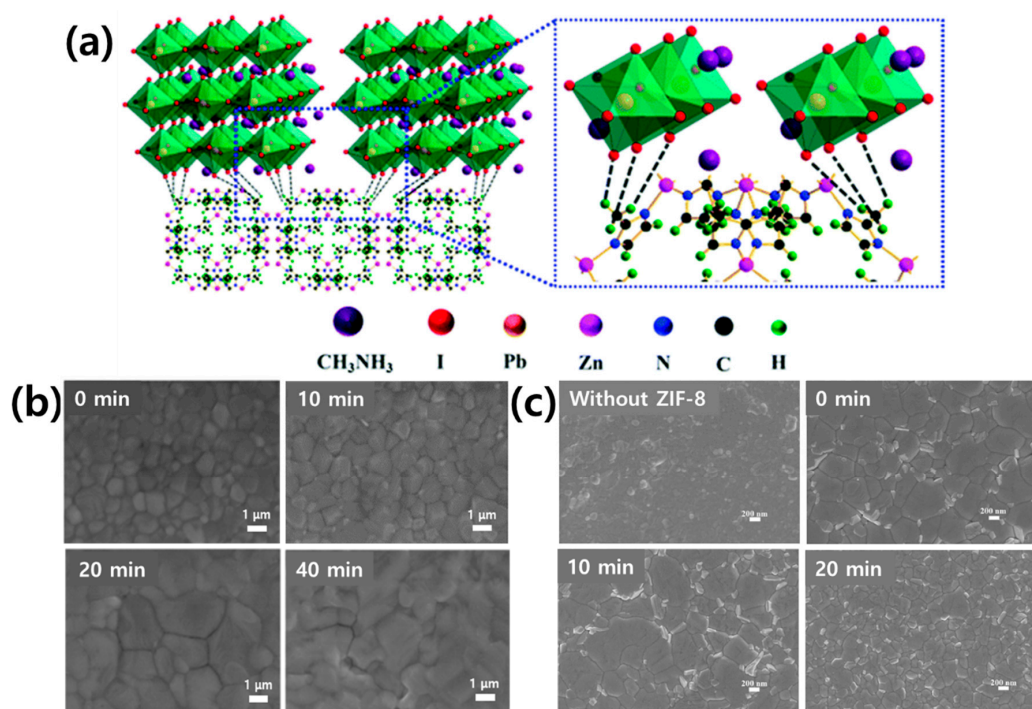 (a)
CH₃NH₃ I Pb Zn N C H
(b)
0 min
1 μm
10 min
1 μm
20 min
1 μm
40 min
1 μm
(c)
Without ZIF-8
200 nm
0 min
200 nm
10 min
200 nm
20 min
200 nm